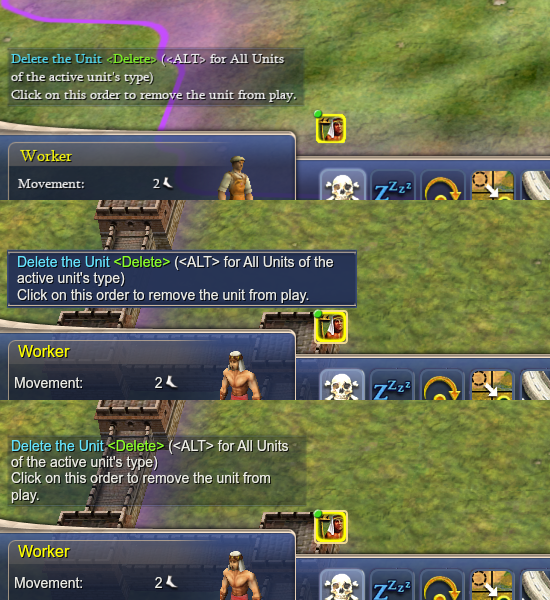 Delete the Unit <Delete> (<ALT> for All Units
of the active unit's type)
Click on this order to remove the unit from play.
Worker
Movement: 2
ZZZZ
Delete the Unit <Delete> (<ALT> for All Units of the
active unit's type)
Click on this order to remove the unit from play.
Worker
Movement: 2
ZZZZ
Delete the Unit <Delete> (<ALT> for All Units
of the active unit's type)
Click on this order to remove the unit from
play.
Worker
Movement: 2
ZZZZ